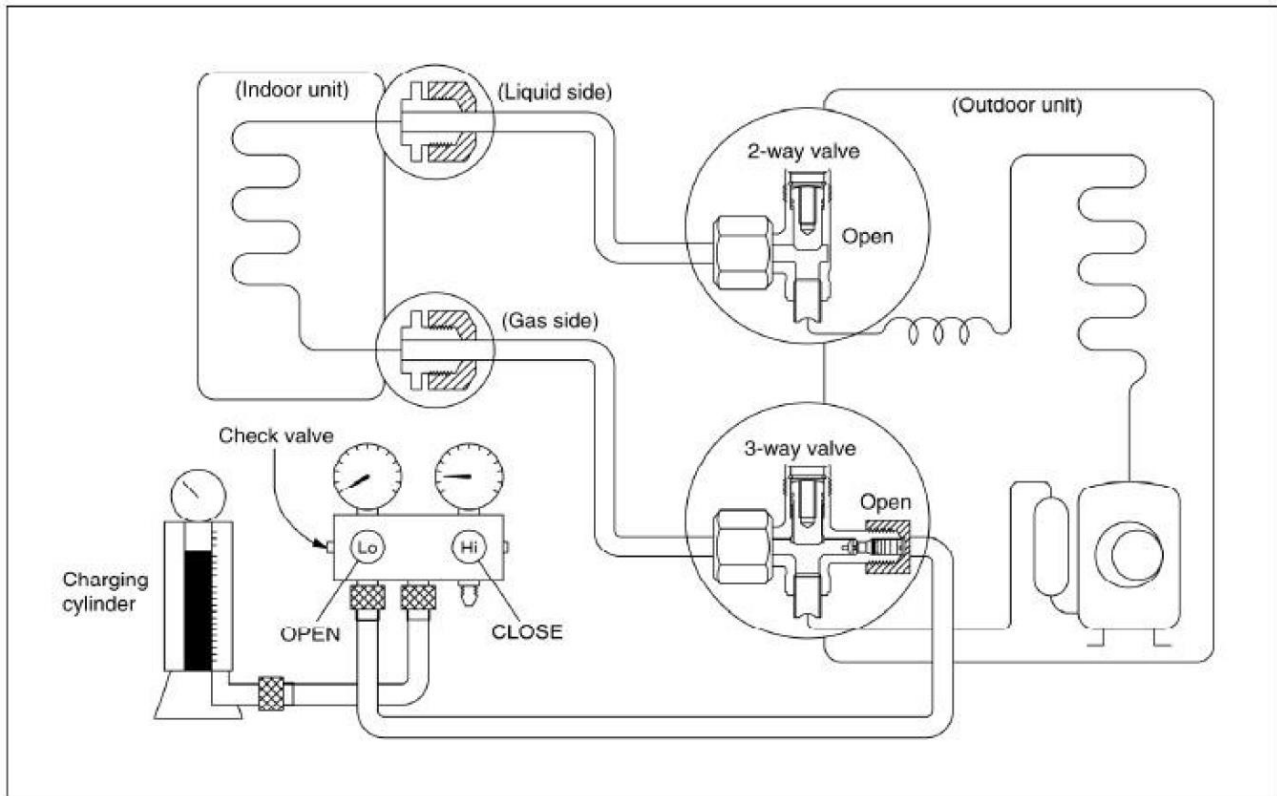 (Indoor unit)
(Liquid side)
(Outdoor unit)
2-way valve
Open
(Gas side)
Check valve
3-way valve
Open
Lo
Hi
Charging
cylinder
OPEN
CLOSE